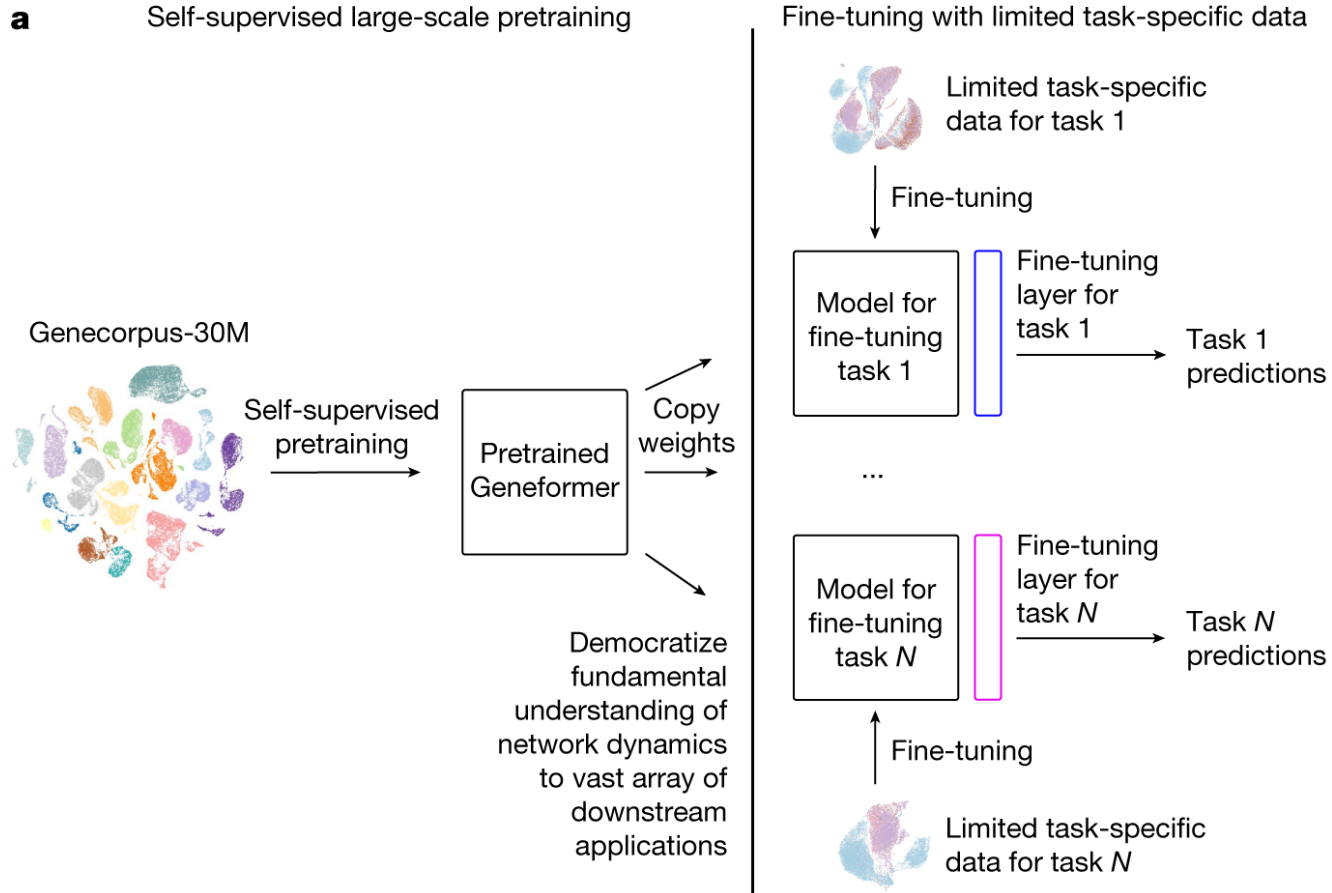 a
Self-supervised large-scale pretraining
Genecorpus-30M
Self-supervised
pretraining
Pretrained
Geneformer
Copy
weights
Democratize
fundamental
understanding of
network dynamics
to vast array of
downstream
applications
Fine-tuning with limited task-specific data
Limited task-specific
data for task 1
Fine-tuning
Model for
fine-tuning
task 1
Fine-tuning
layer for
task 1
Task 1
predictions
...
Model for
fine-tuning
task N
Fine-tuning
layer for
task N
Task N
predictions
Fine-tuning
Limited task-specific
data for task N